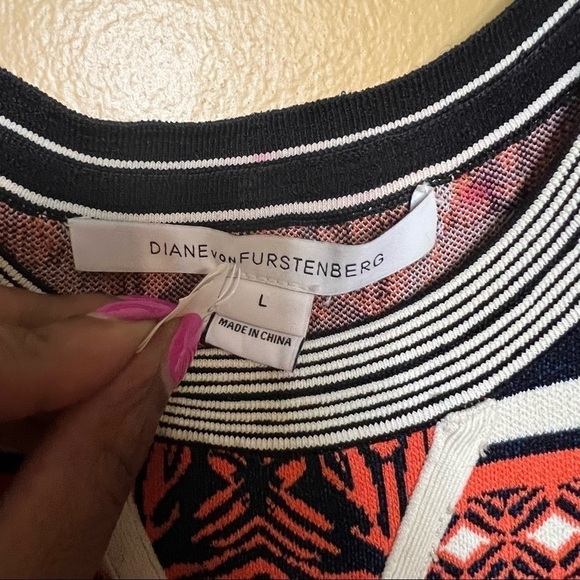 DIANE VON FURSTENBERG
L
MADE IN CHINA